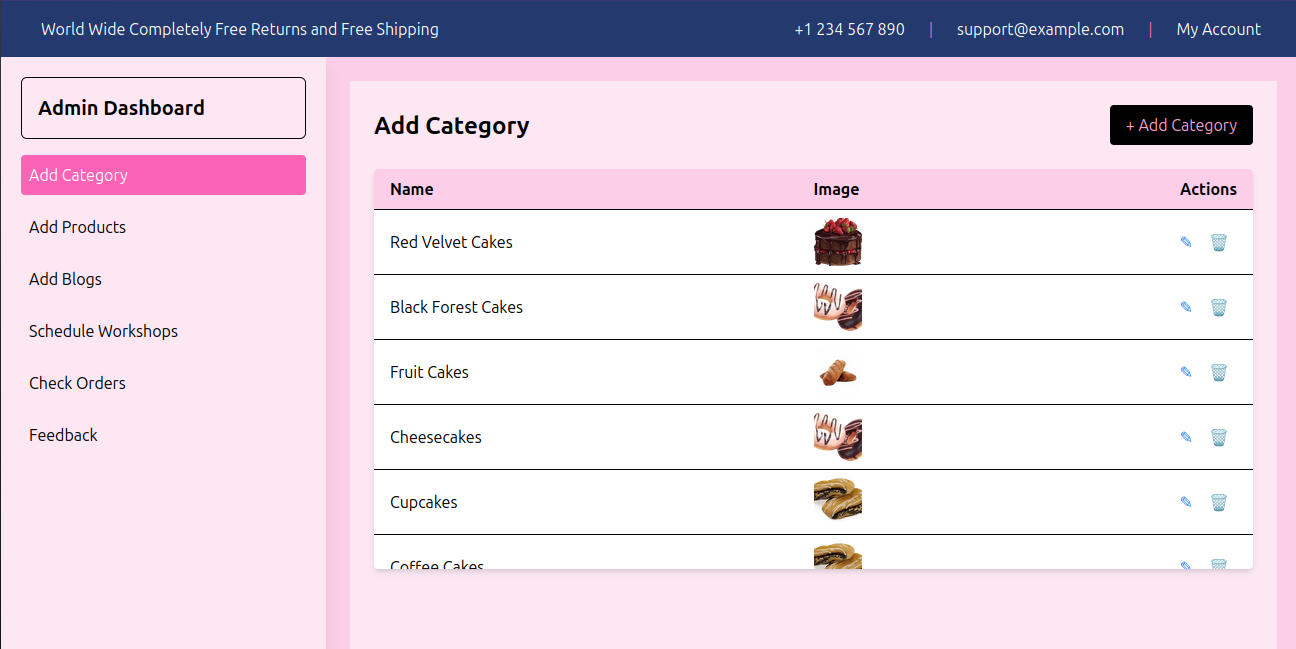 World Wide Completely Free Returns and Free Shipping
+1 234 567 890 | support@example.com | My Account
Admin Dashboard
Add Category
Add Products
Add Blogs
Schedule Workshops
Check Orders
Feedback
Add Category
+ Add Category
Name Image Actions
Red Velvet Cakes
Black Forest Cakes
Fruit Cakes
Cheesecakes
Cupcakes
Coffee Cakes